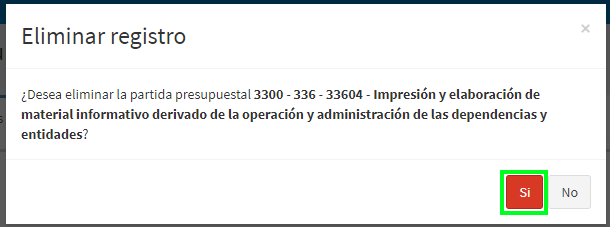 Eliminar registro ×
¿Desea eliminar la partida presupuestal 3300 - 336 - 33604 - Impresión y elaboración de
material informativo derivado de la operación y administración de las dependencias y
entidades?
Si No